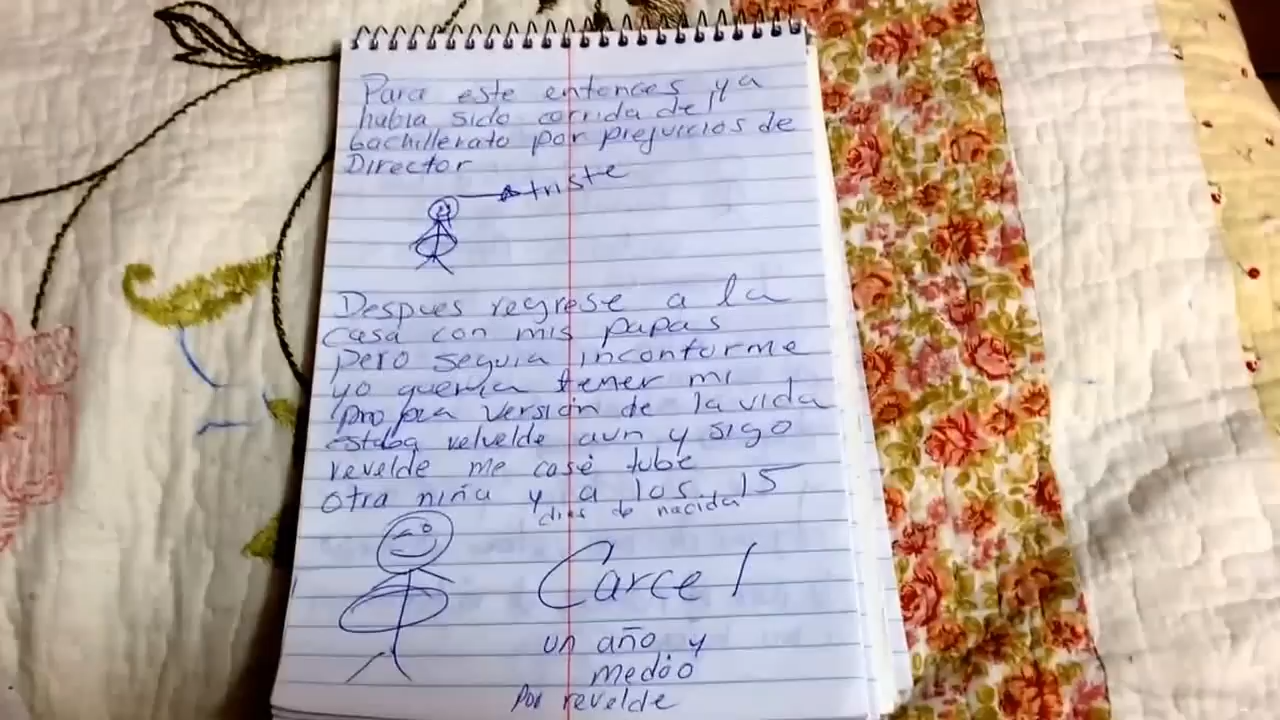 Para este entonces ya
habia sido corrida del
bachillerato por prejuicios de
Director
triste
Despues regrese a la
casa con mis papas
pero seguia inconforme
yo queria tener mi
propia versión de la vida
estaba relvelde aun y sigo
revelde me casé tube
otra niña y a los 15
dias de nacida
Carcel
un año y
medio
Por revelde